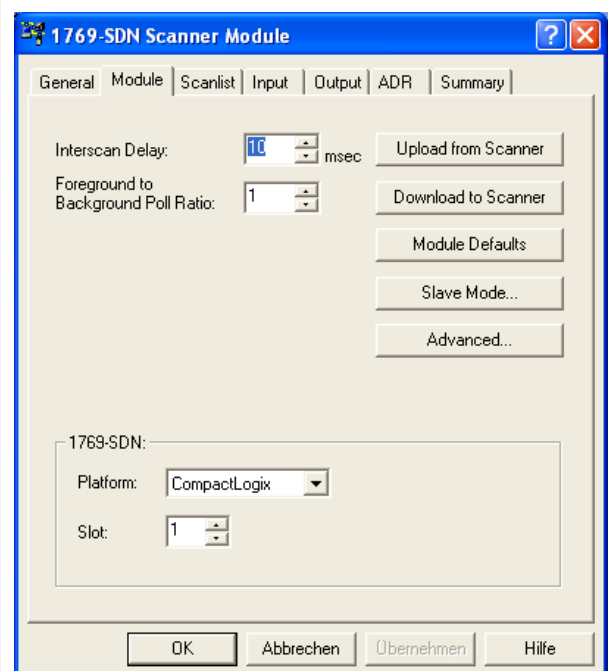 1769-SDN Scanner Module
General Module Scanlist Input Output ADR Summary
Interscan Delay: 10 msec Upload from Scanner
Foreground to
Background Poll Ratio: 1 Download to Scanner
Module Defaults
Slave Mode...
Advanced...
1769-SDN:
Platform: CompactLogix
Slot: 1
OK Abbrechen Übernehmen Hilfe